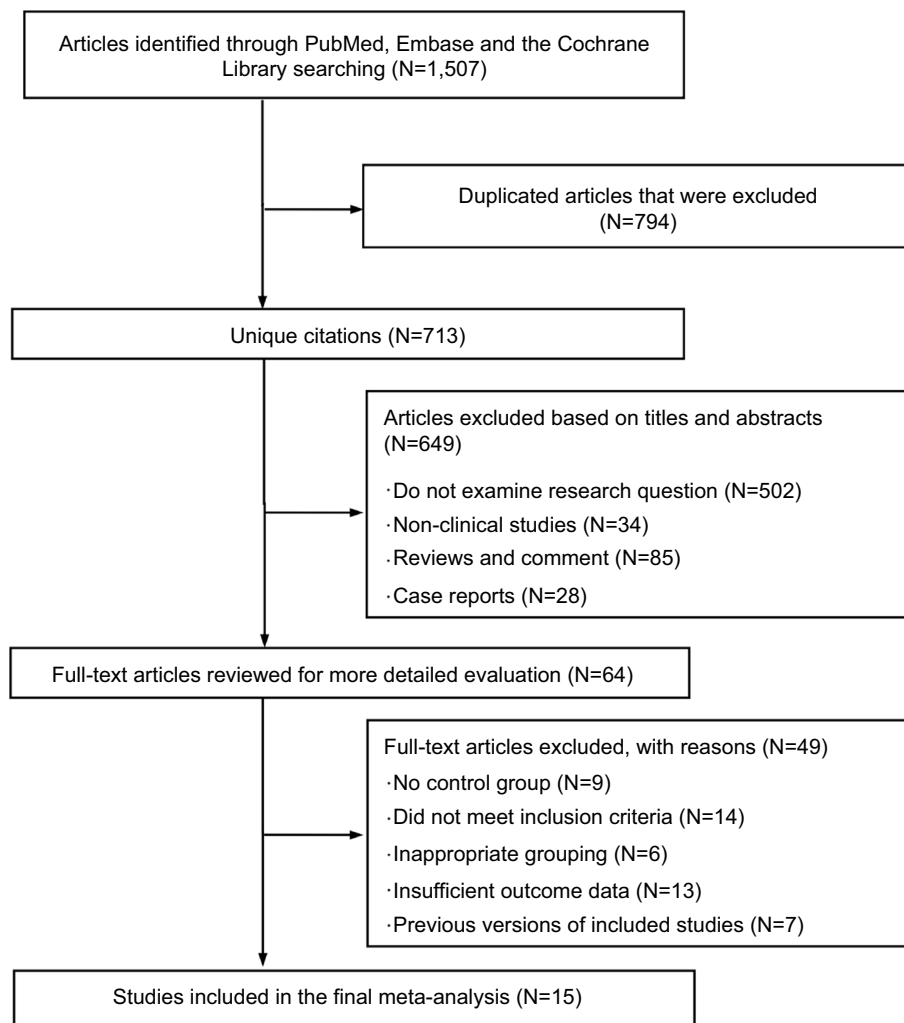 Articles identified through PubMed, Embase and the Cochrane
Library searching (N=1,507)
Duplicated articles that were excluded
(N=794)
Unique citations (N=713)
Articles excluded based on titles and abstracts
(N=649)
·Do not examine research question (N=502)
·Non-clinical studies (N=34)
·Reviews and comment (N=85)
·Case reports (N=28)
Full-text articles reviewed for more detailed evaluation (N=64)
Full-text articles excluded, with reasons (N=49)
·No control group (N=9)
·Did not meet inclusion criteria (N=14)
·Inappropriate grouping (N=6)
·Insufficient outcome data (N=13)
·Previous versions of included studies (N=7)
Studies included in the final meta-analysis (N=15)